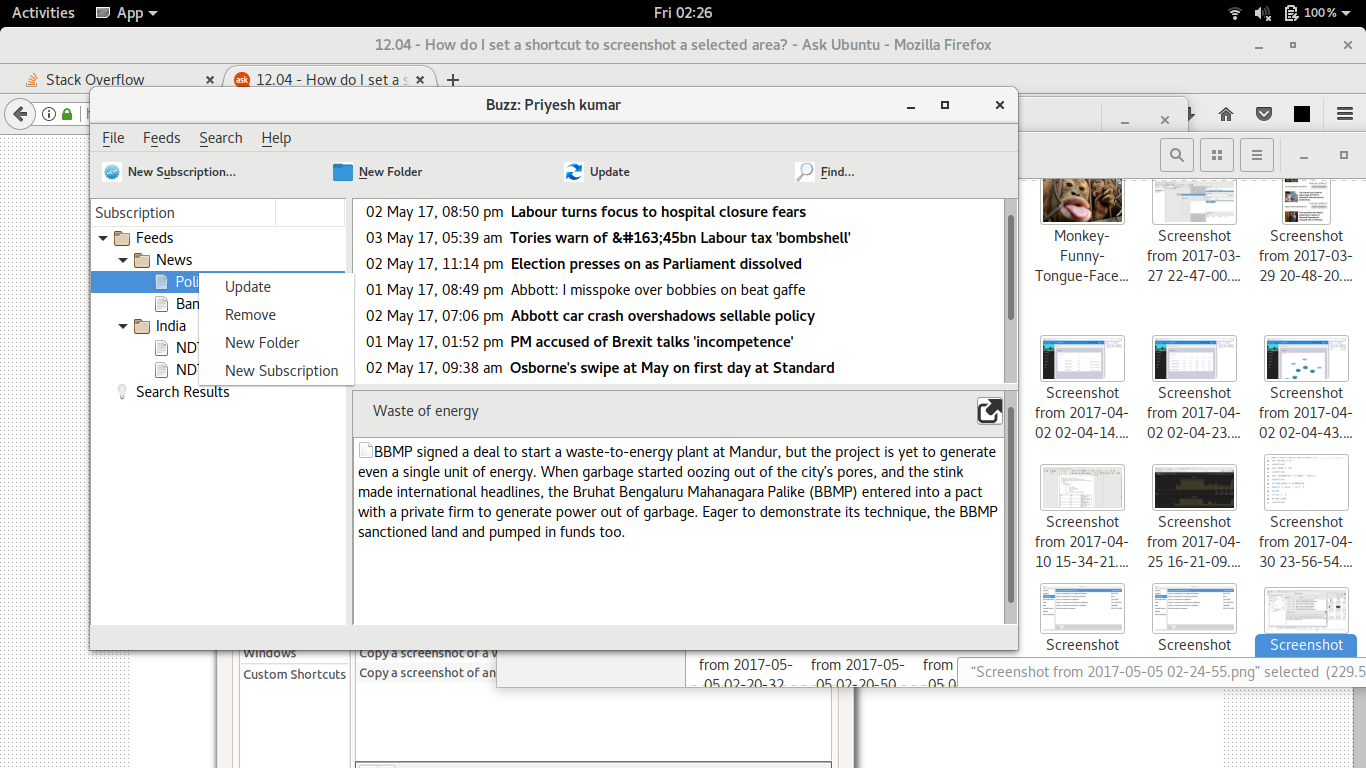 Activities App Fri 02:26 100%
12.04 - How do I set a shortcut to screenshot a selected area? - Ask Ubuntu - Mozilla Firefox
Stack Overflow 12.04 - How do I set a s
Buzz: Priyesh kumar
File Feeds Search Help
New Subscription... New Folder Update Find...
Subscription
Feeds
News
Poli
Ban
India
NDT
NDT
Search Results
Update
Remove
New Folder
New Subscription
02 May 17, 08:50 pm Labour turns focus to hospital closure fears
03 May 17, 05:39 am Tories warn of &#163;45bn Labour tax 'bombshell'
02 May 17, 11:14 pm Election presses on as Parliament dissolved
01 May 17, 08:49 pm Abbott: I misspoke over bobbies on beat gaffe
02 May 17, 07:06 pm Abbott car crash overshadows sellable policy
01 May 17, 01:52 pm PM accused of Brexit talks 'incompetence'
02 May 17, 09:38 am Osborne's swipe at May on first day at Standard
Waste of energy
BBMP signed a deal to start a waste-to-energy plant at Mandur, but the project is yet to generate
even a single unit of energy. When garbage started oozing out of the city's pores, and the stink
made international headlines, the Bruhat Bengaluru Mahanagara Palike (BBMP) entered into a pact
with a private firm to generate power out of garbage. Eager to demonstrate its technique, the BBMP
sanctioned land and pumped in funds too.
Monkey-
Funny-
Tongue-Face...
Screenshot
from 2017-03-
27 22-47-00....
Screenshot
from 2017-03-
29 20-48-20....
Screenshot
from 2017-04-
02 02-04-14....
Screenshot
from 2017-04-
02 02-04-23....
Screenshot
from 2017-04-
02 02-04-43....
Screenshot
from 2017-04-
10 15-34-21....
Screenshot
from 2017-04-
25 16-21-09....
Screenshot
from 2017-04-
30 23-56-54....
Screenshot Screenshot Screenshot
Windows Copy a screenshot of a w
Custom Shortcuts Copy a screenshot of an
from 2017-05-
05 02-20-32
from 2017-05-
05 02-20-50
from
“Screenshot from 2017-05-05 02-24-55.png” selected (229.5